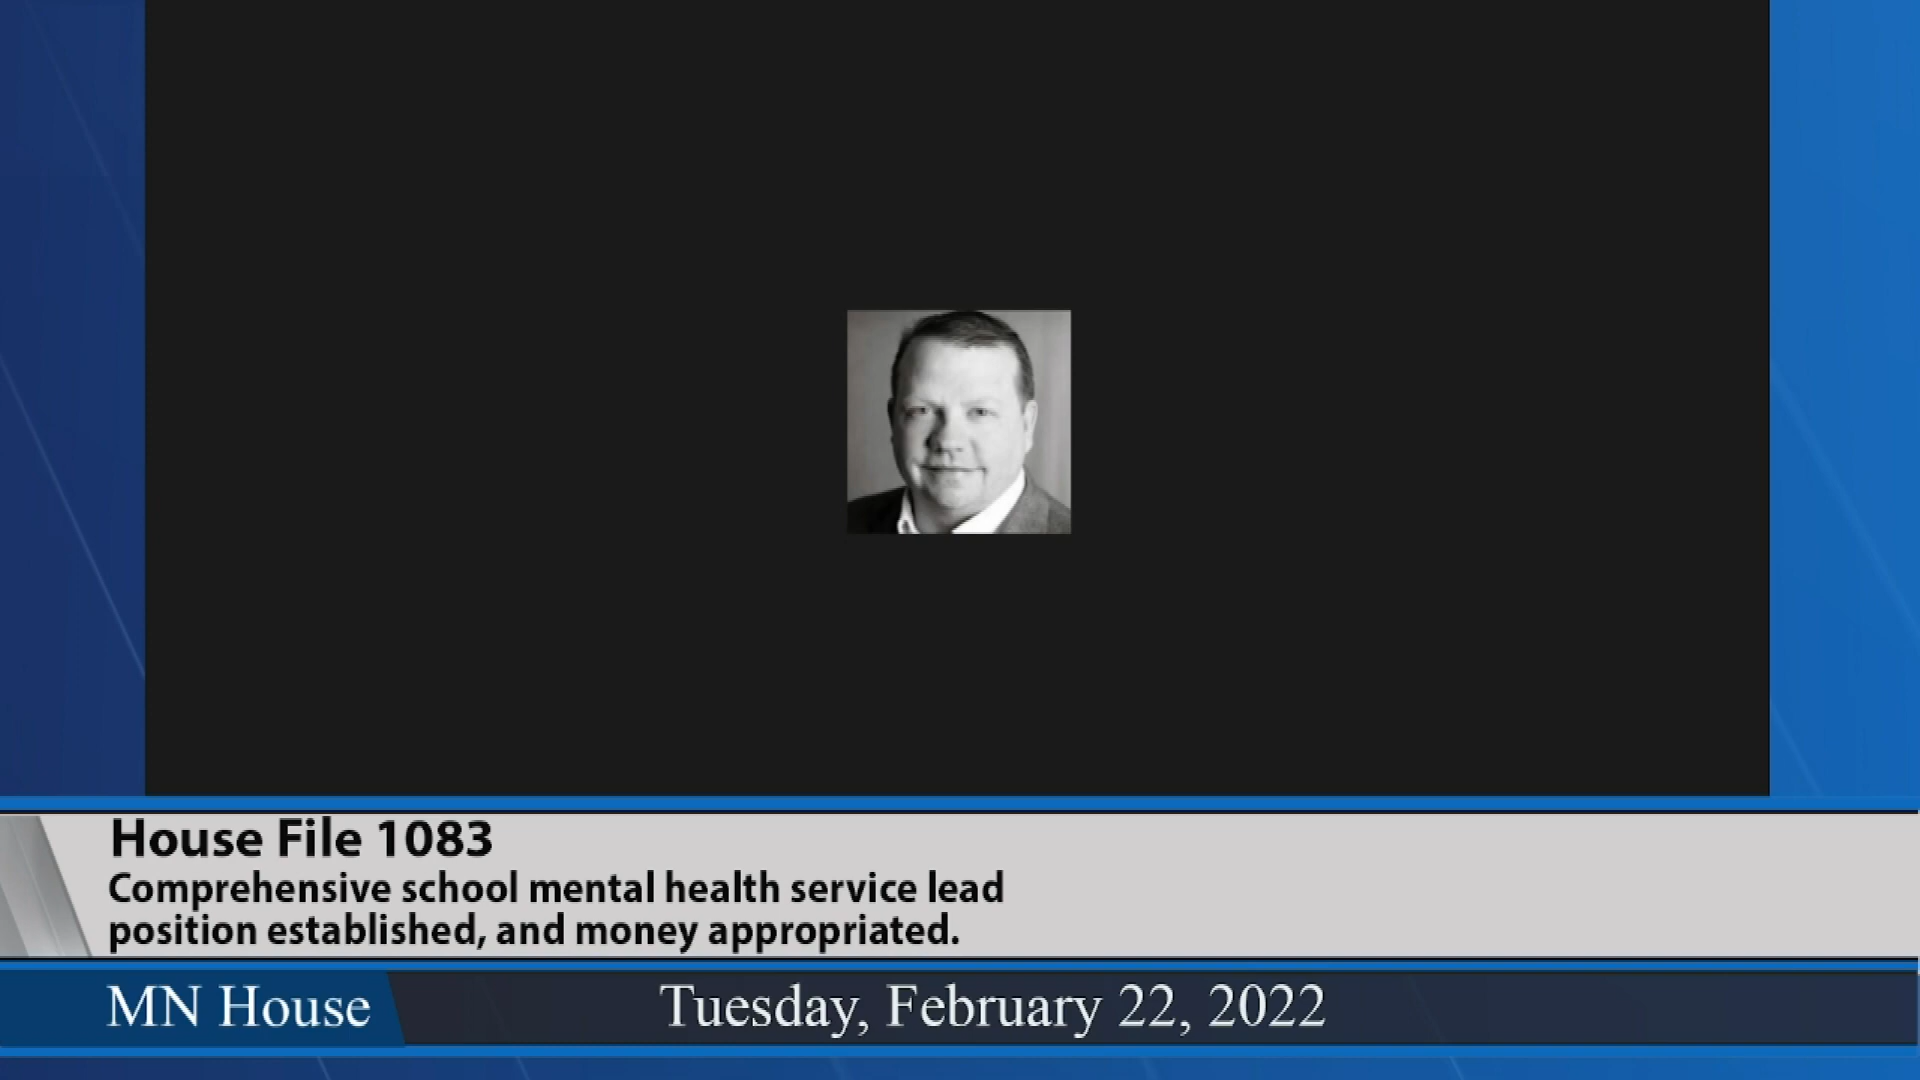 House File 1083
Comprehensive school mental health service lead
position established, and money appropriated.
MN House
Tuesday, February 22, 2022